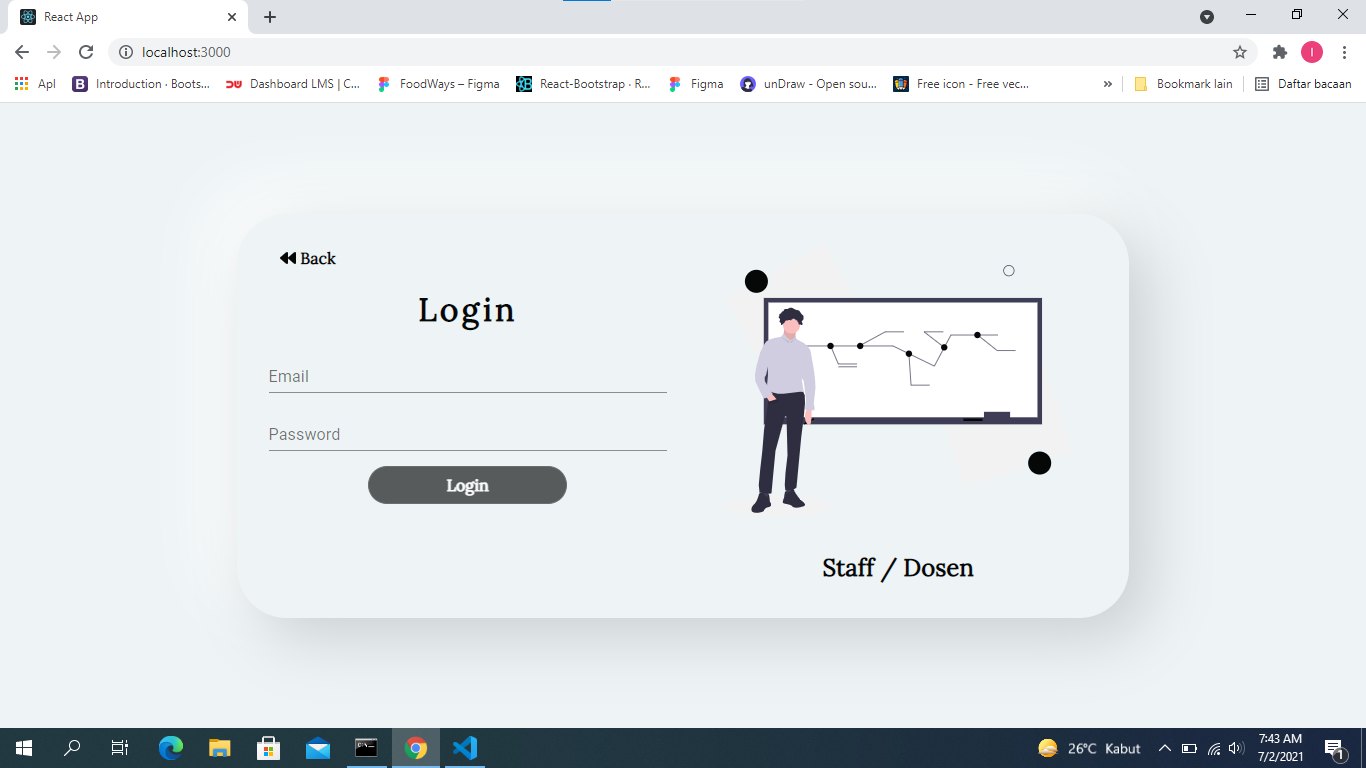 React App
localhost:3000
Apl
Introduction · Boots...
Dashboard LMS | C...
FoodWays – Figma
React-Bootstrap · R...
Figma
unDraw - Open sou...
Free icon - Free vec...
»
Bookmark lain
Daftar bacaan
Back
Login
Email
Password
Login
Staff / Dosen
26°C Kabut
7:43 AM
7/2/2021
1